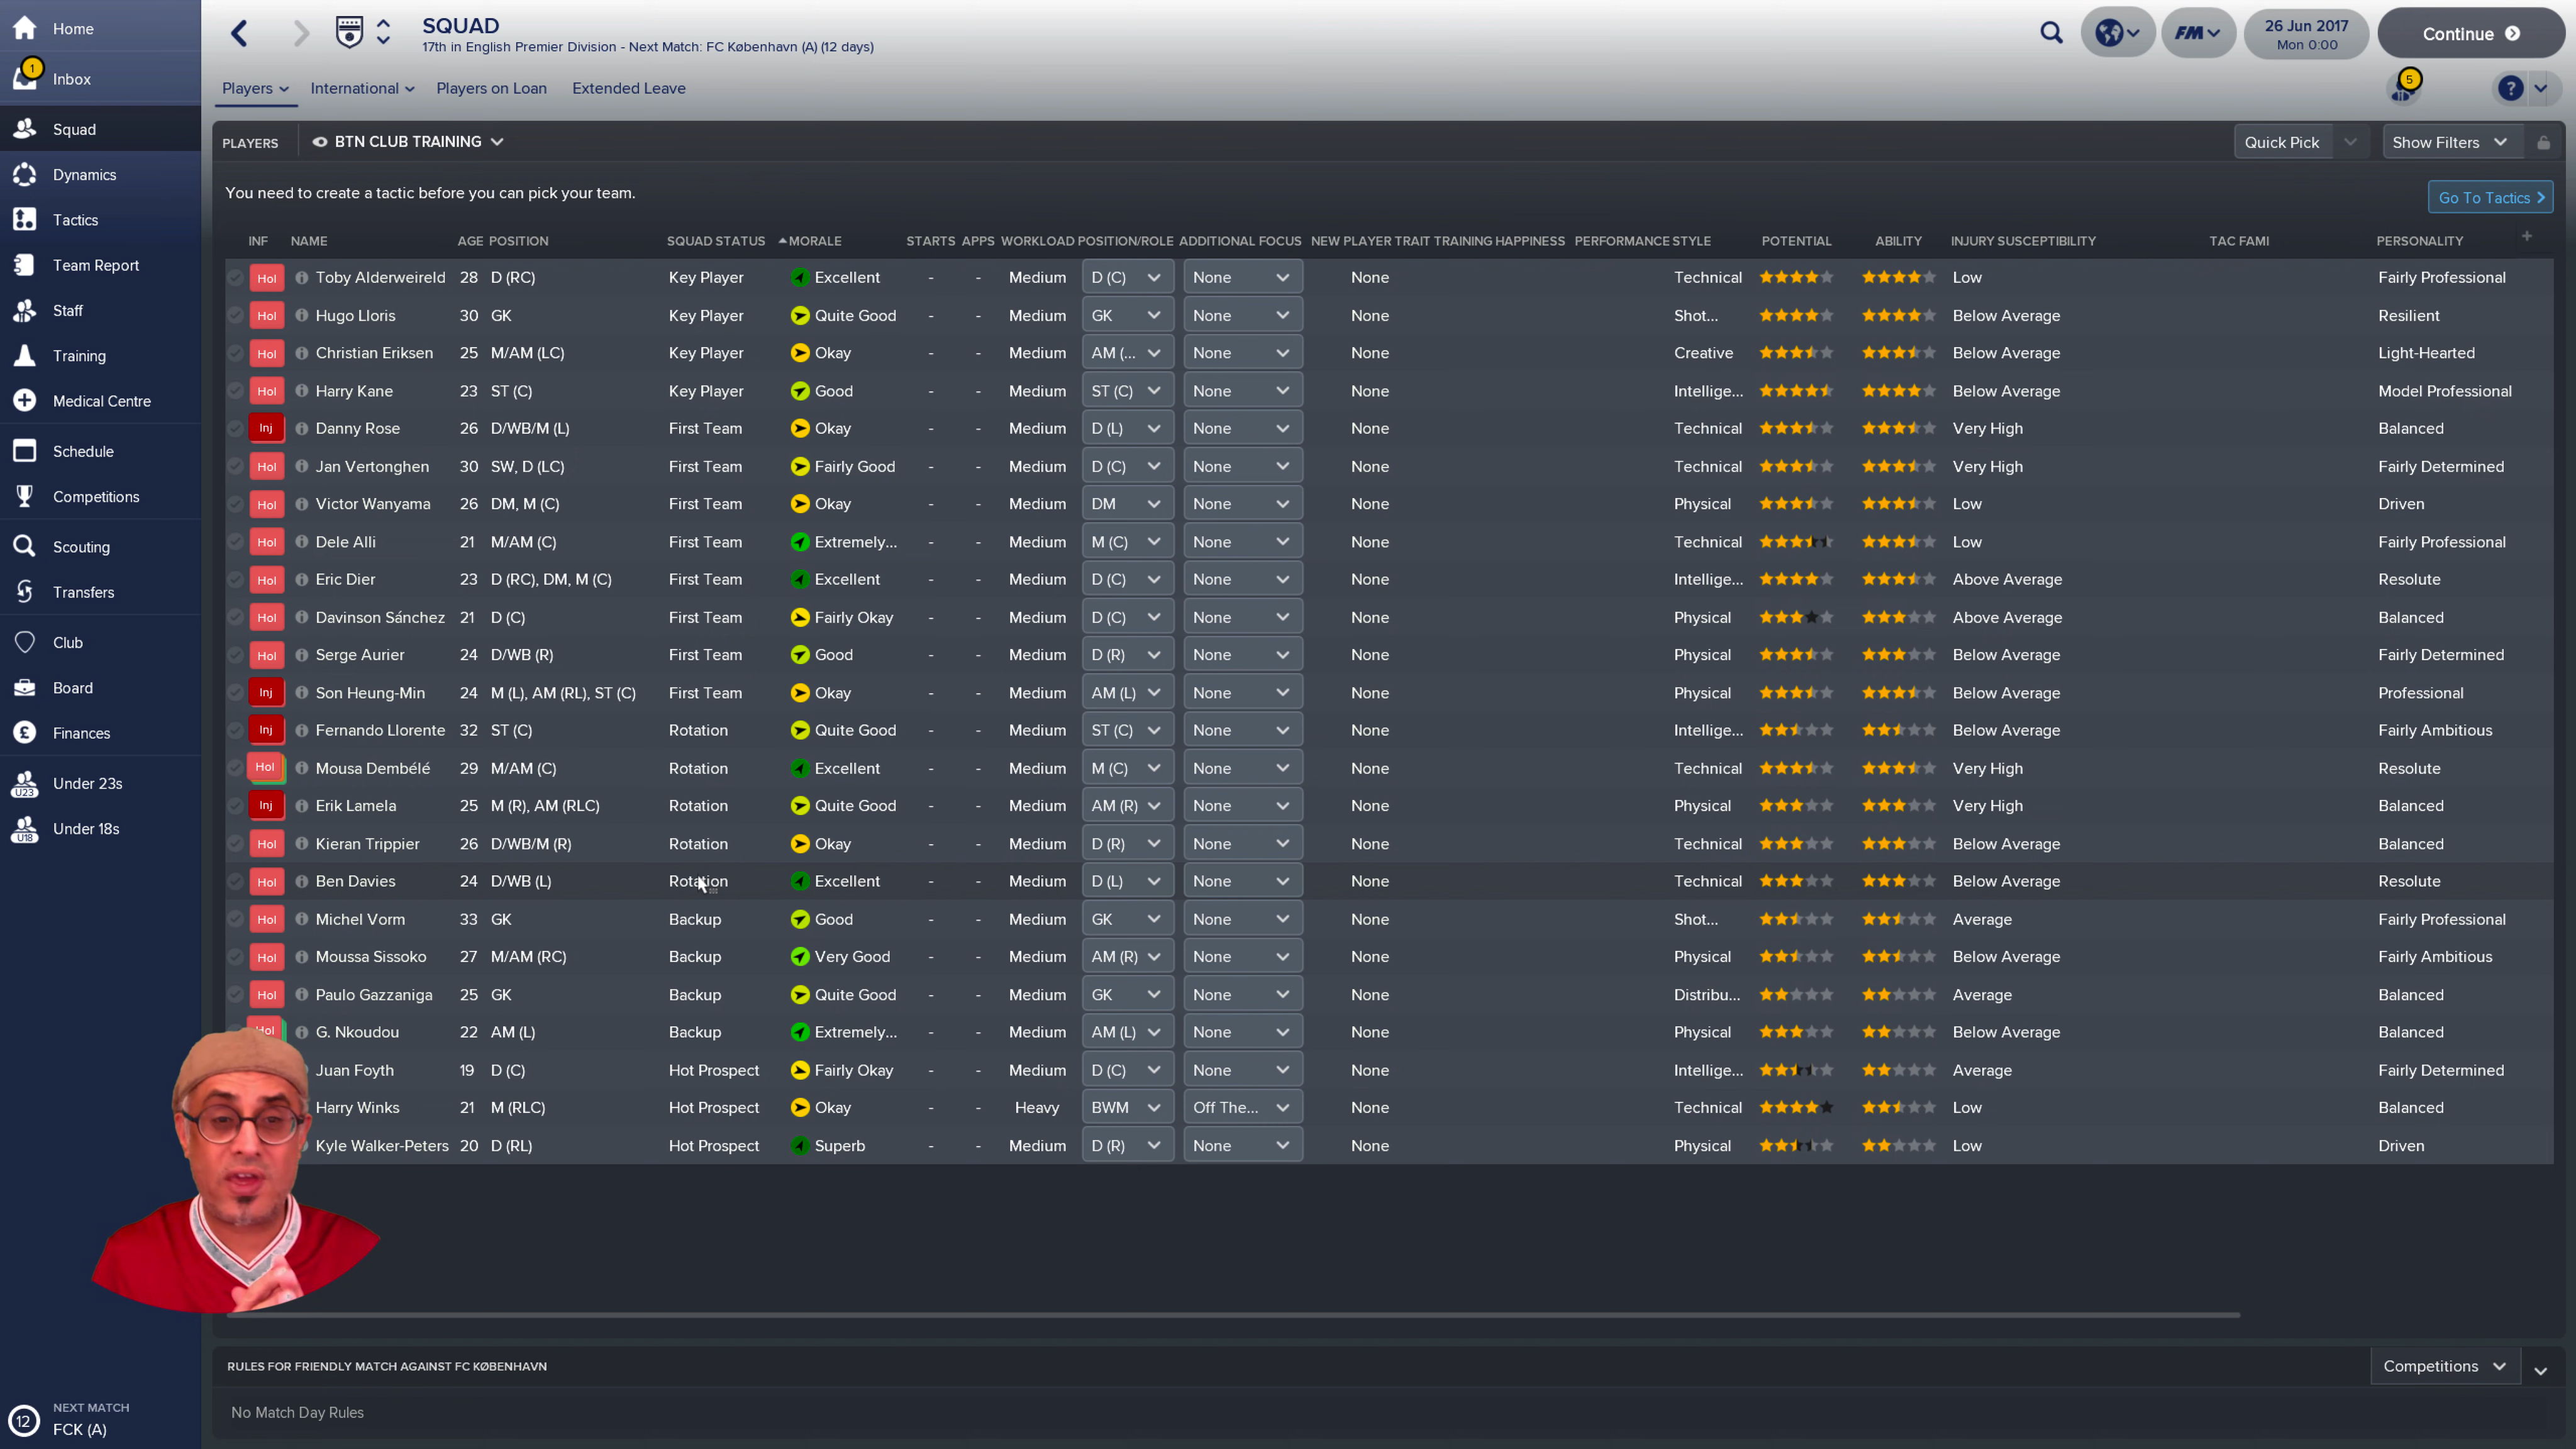 Home
1
Inbox
Squad
Dynamics
Tactics
Team Report
Staff
Training
Medical Centre
Schedule
Competitions
Scouting
Transfers
Club
Board
Finances
U23 Under 23s
U18 Under 18s
12 NEXT MATCH
FCK (A)
SQUAD
17th in English Premier Division - Next Match: FC København (A) (12 days)
FM
26 Jun 2017
Mon 0:00
Continue
Players International Players on Loan Extended Leave
5
?
PLAYERS BTN CLUB TRAINING Quick Pick Show Filters
You need to create a tactic before you can pick your team. Go To Tactics
INF NAME AGE POSITION SQUAD STATUS MORALE STARTS APPS WORKLOAD POSITION/ROLE ADDITIONAL FOCUS NEW PLAYER TRAIT TRAINING HAPPINESS PERFORMANCE STYLE POTENTIAL ABILITY INJURY SUSCEPTIBILITY TAC FAMI PERSONALITY +
Hol Toby Alderweireld 28 D (RC) Key Player Excellent - - Medium D (C) None None Technical Low Fairly Professional
Hol Hugo Lloris 30 GK Key Player Quite Good - - Medium GK None None Shot... Below Average Resilient
Hol Christian Eriksen 25 M/AM (LC) Key Player Okay - - Medium AM (... None None Creative Below Average Light-Hearted
Hol Harry Kane 23 ST (C) Key Player Good - - Medium ST (C) None None Intellige... Below Average Model Professional
Inj Danny Rose 26 D/WB/M (L) First Team Okay - - Medium D (L) None None Technical Very High Balanced
Hol Jan Vertonghen 30 SW, D (LC) First Team Fairly Good - - Medium D (C) None None Technical Very High Fairly Determined
Hol Victor Wanyama 26 DM, M (C) First Team Okay - - Medium DM None None Physical Low Driven
Hol Dele Alli 21 M/AM (C) First Team Extremely... - - Medium M (C) None None Technical Low Fairly Professional
Hol Eric Dier 23 D (RC), DM, M (C) First Team Excellent - - Medium D (C) None None Intellige... Above Average Resolute
Hol Davinson Sánchez 21 D (C) First Team Fairly Okay - - Medium D (C) None None Physical Above Average Balanced
Hol Serge Aurier 24 D/WB (R) First Team Good - - Medium D (R) None None Physical Below Average Fairly Determined
Inj Son Heung-Min 24 M (L), AM (RL), ST (C) First Team Okay - - Medium AM (L) None None Physical Below Average Professional
Inj Fernando Llorente 32 ST (C) Rotation Quite Good - - Medium ST (C) None None Intellige... Below Average Fairly Ambitious
Hol Mousa Dembélé 29 M/AM (C) Rotation Excellent - - Medium M (C) None None Technical Very High Resolute
Inj Erik Lamela 25 M (R), AM (RLC) Rotation Quite Good - - Medium AM (R) None None Physical Very High Balanced
Hol Kieran Trippier 26 D/WB/M (R) Rotation Okay - - Medium D (R) None None Technical Below Average Balanced
Hol Ben Davies 24 D/WB (L) Rotation Excellent - - Medium D (L) None None Technical Below Average Resolute
Hol Michel Vorm 33 GK Backup Good - - Medium GK None None Shot... Average Fairly Professional
Hol Moussa Sissoko 27 M/AM (RC) Backup Very Good - - Medium AM (R) None None Physical Below Average Fairly Ambitious
Hol Paulo Gazzaniga 25 GK Backup Quite Good - - Medium GK None None Distribu... Average Balanced
Hol G. Nkoudou 22 AM (L) Backup Extremely... - - Medium AM (L) None None Physical Below Average Balanced
Juan Foyth 19 D (C) Hot Prospect Fairly Okay - - Medium D (C) None None Intellige... Average Fairly Determined
Harry Winks 21 M (RLC) Hot Prospect Okay - - Heavy BWM Off The... None Technical Low Balanced
Kyle Walker-Peters 20 D (RL) Hot Prospect Superb - - Medium D (R) None None Physical Low Driven
RULES FOR FRIENDLY MATCH AGAINST FC KØBENHAVN Competitions
No Match Day Rules